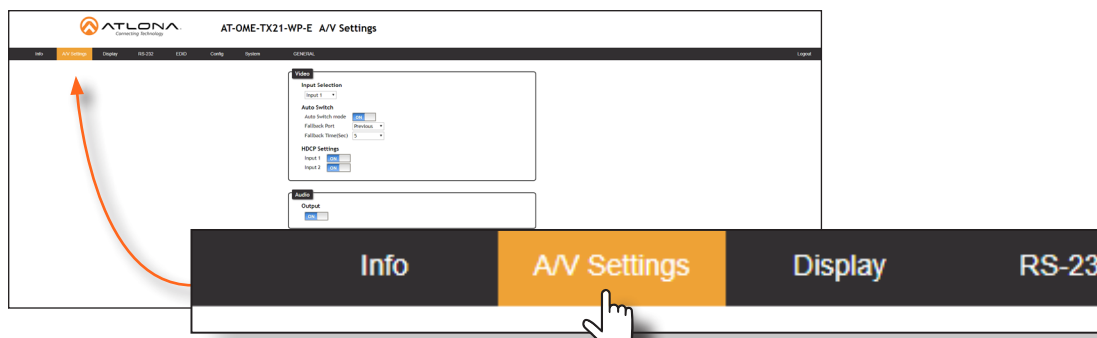 ATLONA
Connecting Technology
AT-OME-TX21-WP-E A/V Settings
Info A/V Settings Display RS-232 EDID Config System GENERAL Logout
Video
Input Selection
Input 1
Auto Switch
Auto Switch mode ON
Fallback Port Previous
Fallback Time(Sec) 5
HDCP Settings
Input 1 ON
Input 2 ON
Audio
Output
ON
Info A/V Settings Display RS-23